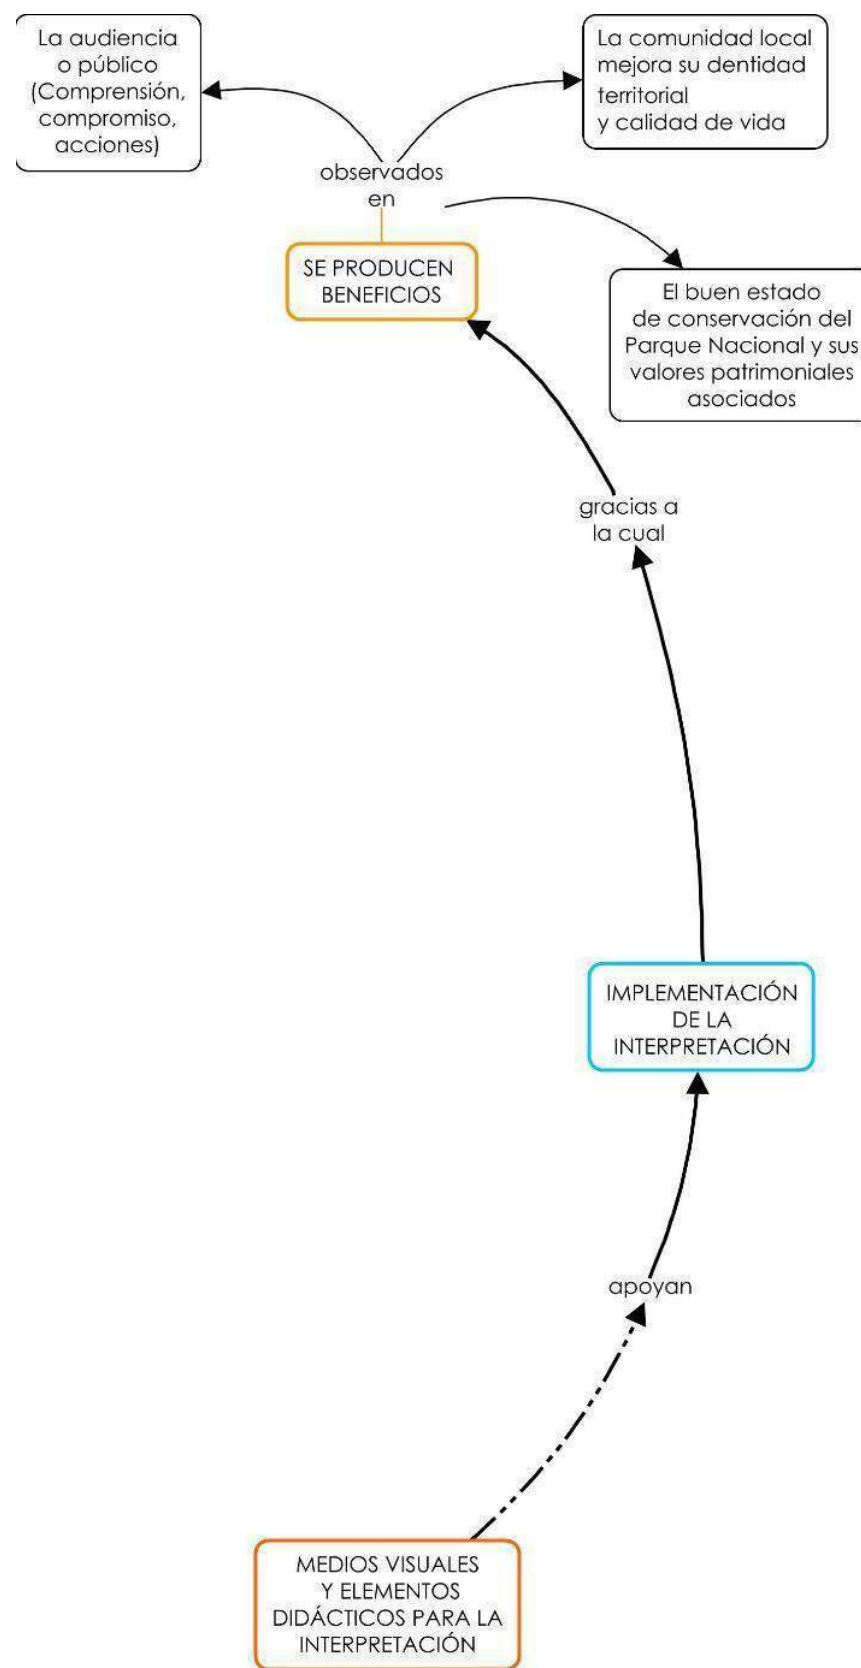 La audiencia
o público
(Comprensión,
compromiso,
acciones)
La comunidad local
mejora su dentidad
territorial
y calidad de vida
observados
en
SE PRODUCEN
BENEFICIOS
El buen estado
de conservación del
Parque Nacional y sus
valores patrimoniales
asociados
gracias a
la cual
IMPLEMENTACIÓN
DE LA
INTERPRETACIÓN
apoyan
MEDIOS VISUALES
Y ELEMENTOS
DIDÁCTICOS PARA LA
INTERPRETACIÓN